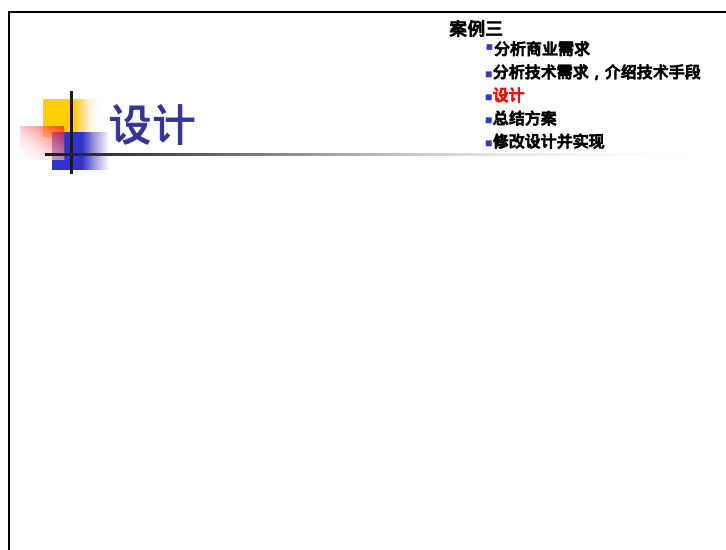 案例三
分析商业需求
分析技术需求，介绍技术手段
设计
总结方案
修改设计并实现
设计